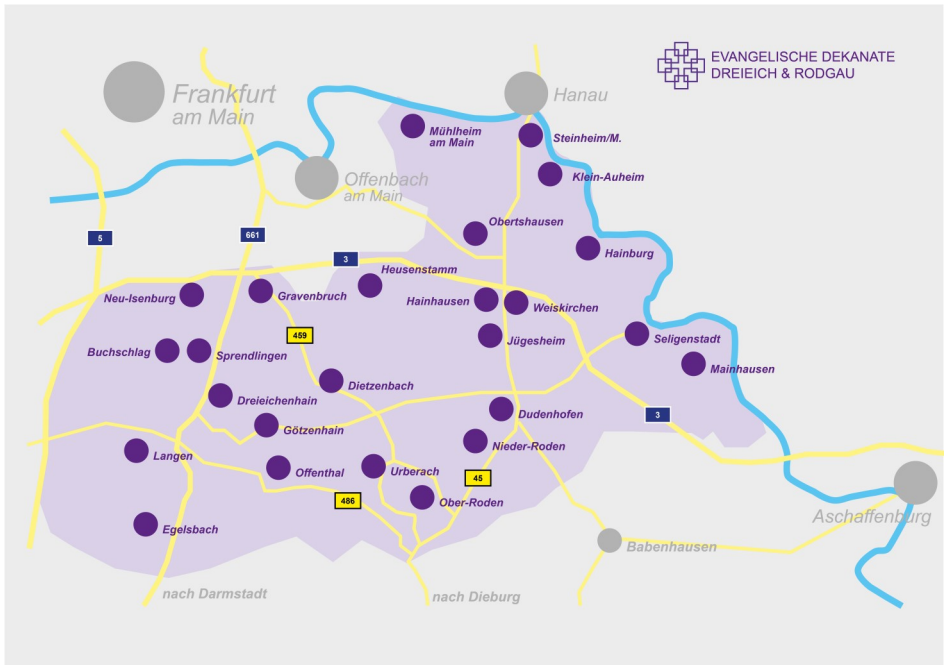 EVANGELISCHE DEKANATE
DREIEICH & RODGAU
Frankfurt
am Main
Hanau
Mühlheim
am Main
Steinheim/M.
Offenbach
am Main
Klein-Auheim
Obertshausen
5
661
3
Hainburg
Heusenstamm
Neu-Isenburg
Gravenbruch
Hainhausen
Weiskirchen
459
Jügesheim
Seligenstadt
Buchschlag
Sprendlingen
Mainhausen
Dietzenbach
Dreieichenhain
Dudenhofen
3
Götzenhain
Nieder-Roden
Langen
Offenthal
Urberach
45
486
Ober-Roden
Aschaffenburg
Egelsbach
Babenhausen
nach Darmstadt
nach Dieburg